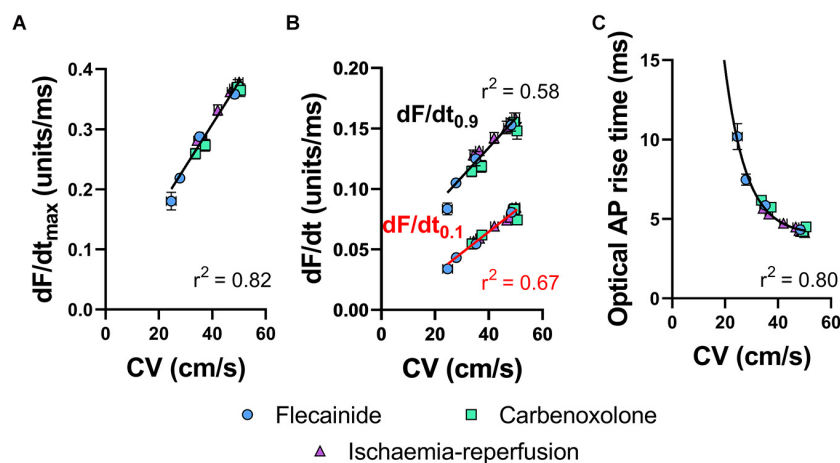 A
dF/dtmax (units/ms)
0.4
0.3
0.2
0.1
0.0
r² = 0.82
0
20
40
60
CV (cm/s)
B
dF/dt (units/ms)
0.20
0.15
0.10
0.05
0.00
r² = 0.58
dF/dt0.9
dF/dt0.1
r² = 0.67
0
20
40
60
CV (cm/s)
C
Optical AP rise time (ms)
15
10
5
0
r² = 0.80
0
20
40
60
CV (cm/s)
Flecainide
Carbenoxolone
Ischaemia-reperfusion